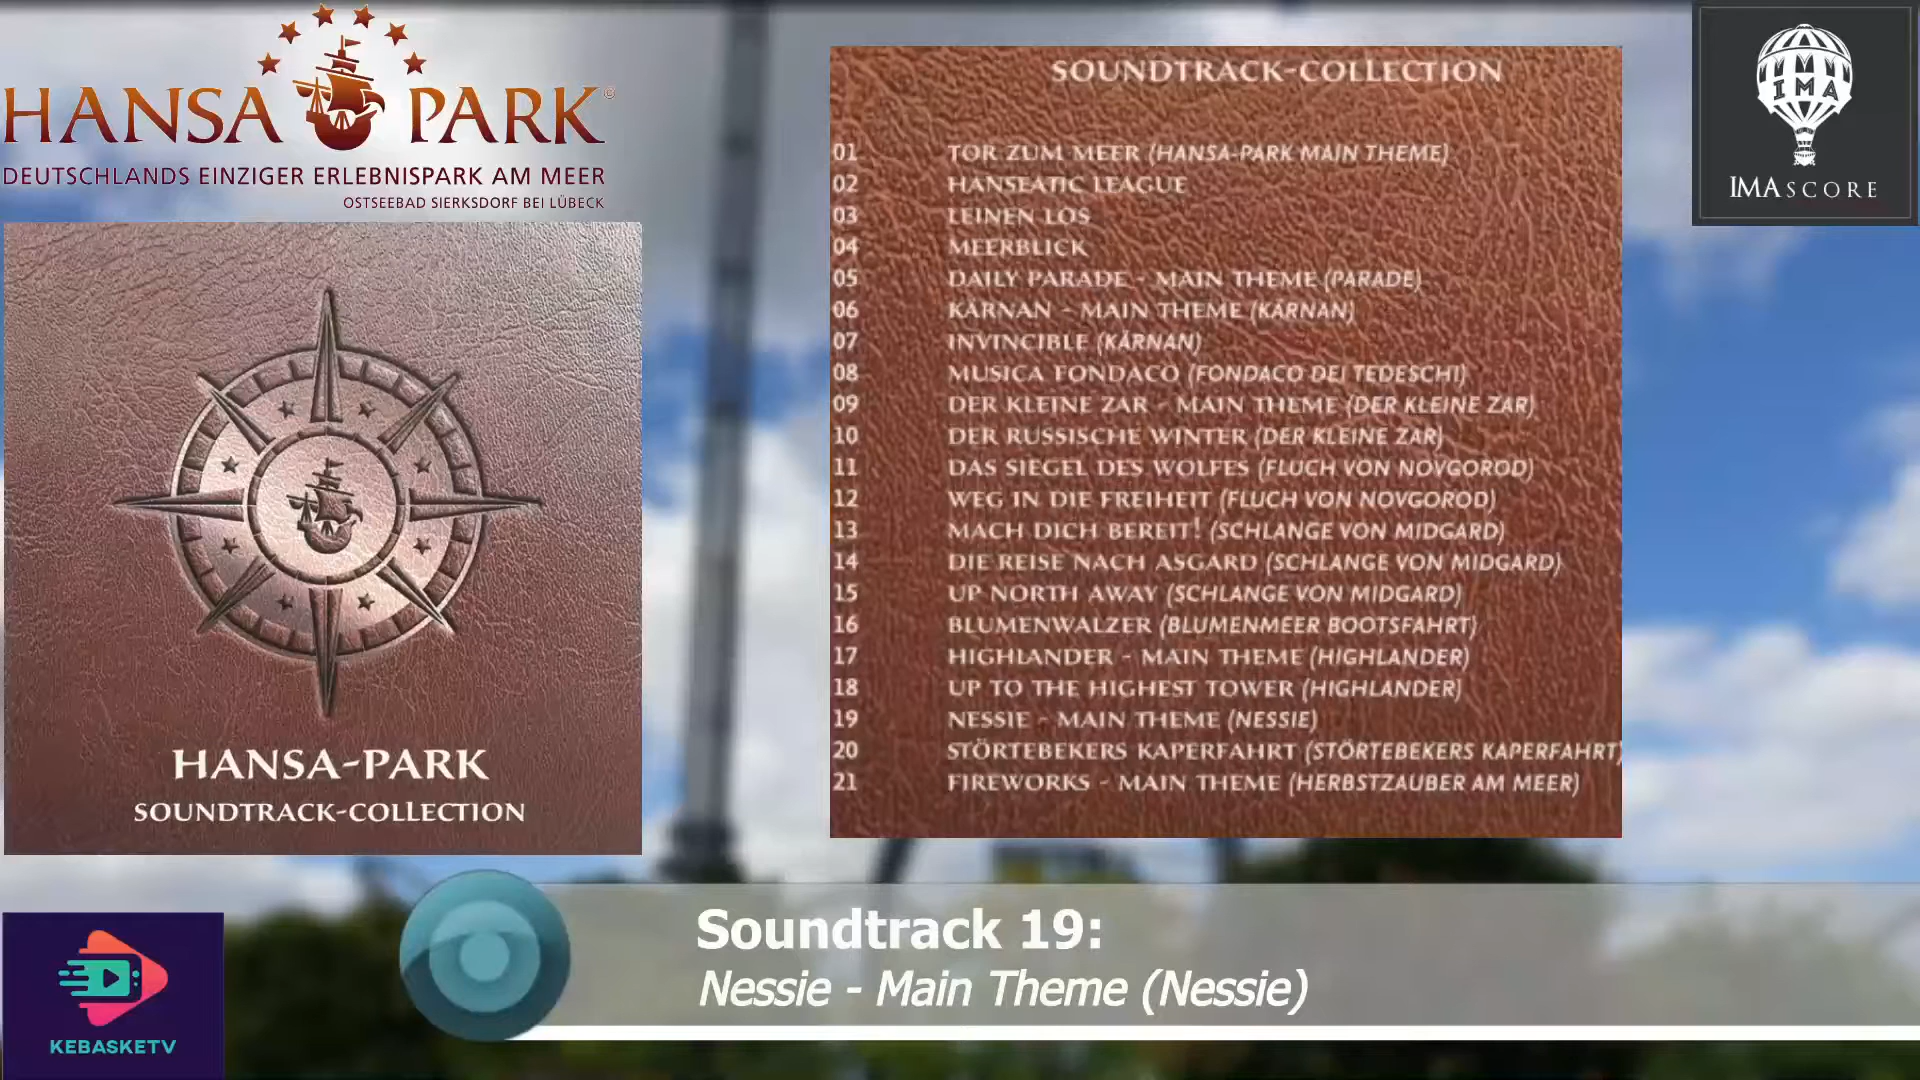 HANSA PARK®
DEUTSCHLANDS EINZIGER ERLEBNISPARK AM MEER
OSTSEEBAD SIERKSDORF BEI LÜBECK
HANSA-PARK
SOUNDTRACK-COLLECTION
SOUNDTRACK-COLLECTION
01 TOR ZUM MEER (HANSA-PARK MAIN THEME)
02 HANSEATIC LEAGUE
03 LEINEN LOS
04 MEERBLICK
05 DAILY PARADE - MAIN THEME (PARADE)
06 KÄRNAN - MAIN THEME (KÄRNAN)
07 INVINCIBLE (KÄRNAN)
08 MUSICA FONDACO (FONDACO DEI TEDESCHI)
09 DER KLEINE ZAR - MAIN THEME (DER KLEINE ZAR)
10 DER RUSSISCHE WINTER (DER KLEINE ZAR)
11 DAS SIEGEL DES WOLFES (FLUCH VON NOVGOROD)
12 WEG IN DIE FREIHEIT (FLUCH VON NOVGOROD)
13 MACH DICH BEREIT! (SCHLANGE VON MIDGARD)
14 DIE REISE NACH ASGARD (SCHLANGE VON MIDGARD)
15 UP NORTH AWAY (SCHLANGE VON MIDGARD)
16 BLUMENWALZER (BLUMENMEER BOOTSFAHRT)
17 HIGHLANDER - MAIN THEME (HIGHLANDER)
18 UP TO THE HIGHEST TOWER (HIGHLANDER)
19 NESSIE - MAIN THEME (NESSIE)
20 STÖRTEBEKERS KAPERFAHRT (STÖRTEBEKERS KAPERFAHRT)
21 FIREWORKS - MAIN THEME (HERBSTZAUBER AM MEER)
IMA
IMASCORE
Soundtrack 19:
Nessie - Main Theme (Nessie)
KEBASKETV